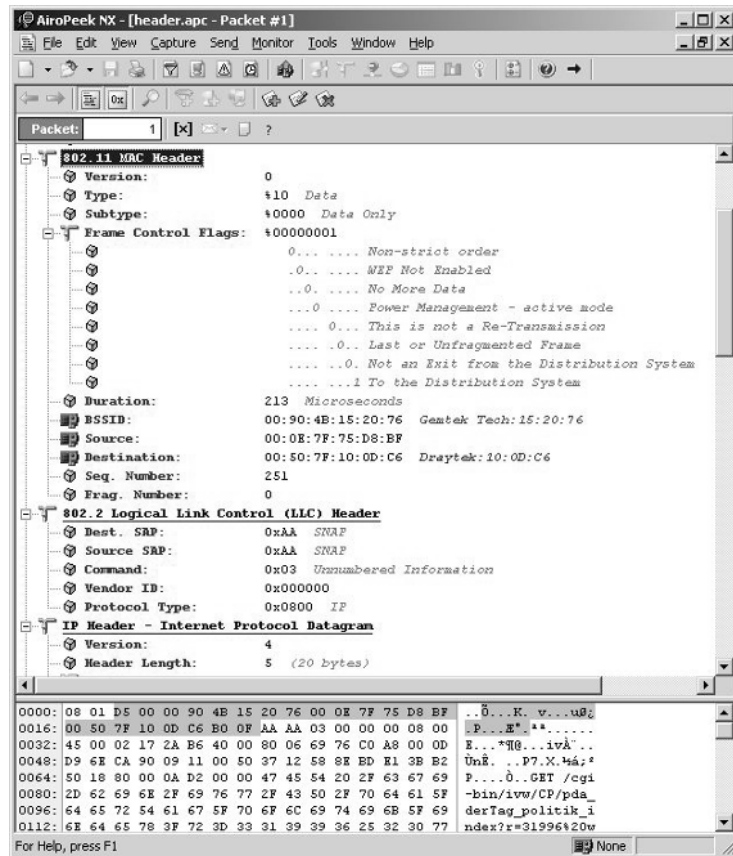 AiroPeek NX - [header.apc - Packet #1]
File Edit View Capture Send Monitor Tools Window Help
Packet: 1 [x] ?
802.11 MAC Header
Version: 0
Type: %10 Data
Subtype: %0000 Data Only
Frame Control Flags: %00000001
0... .... Non-strict order
.0.. .... WEP Not Enabled
..0. .... No More Data
...0 .... Power Management - active mode
.... 0... This is not a Re-Transmission
.... .0.. Last or Unfragmented Frame
.... ..0. Not an Exit from the Distribution System
.... ...1 To the Distribution System
Duration: 213 Microseconds
BSSID: 00:90:4B:15:20:76 Gemtek Tech:15:20:76
Source: 00:0E:7F:75:D8:BF
Destination: 00:50:7F:10:0D:C6 Draytek:10:0D:C6
Seq. Number: 251
Frag. Number: 0
802.2 Logical Link Control (LLC) Header
Dest. SAP: 0xAA SNAP
Source SAP: 0xAA SNAP
Command: 0x03 Unnumbered Information
Vendor ID: 0x000000
Protocol Type: 0x0800 IP
IP Header - Internet Protocol Datagram
Version: 4
Header Length: 5 (20 bytes)
0000: 08 01 D5 00 00 90 4B 15 20 76 00 0E 7F 75 D8 BF ..Õ...K. v...uØ¿
0016: 00 50 7F 10 0D C6 B0 0F AA AA 03 00 00 00 08 00 .P...Æ°.ªª......
0032: 45 00 02 17 2A B6 40 00 80 06 69 76 C0 A8 00 0D E...*¶@...ivÀ¨..
0048: D9 6E CA 90 09 11 00 50 37 12 58 8E BD E1 3B B2 ÙnÊ. ..P7.X.½á;²
0064: 50 18 80 00 0A D2 00 00 47 45 54 20 2F 63 67 69 P....Ò..GET /cgi
0080: 2D 62 69 6E 2F 69 76 77 2F 43 50 2F 70 64 61 5F -bin/ivw/CP/pda_
0096: 64 65 72 54 61 67 5F 70 6F 6C 69 74 69 6B 5F 69 derTag_politik_i
0112: 6E 64 65 78 3F 72 3D 33 31 39 39 36 25 32 30 77 ndex?r=31996%20w
For Help, press F1 None